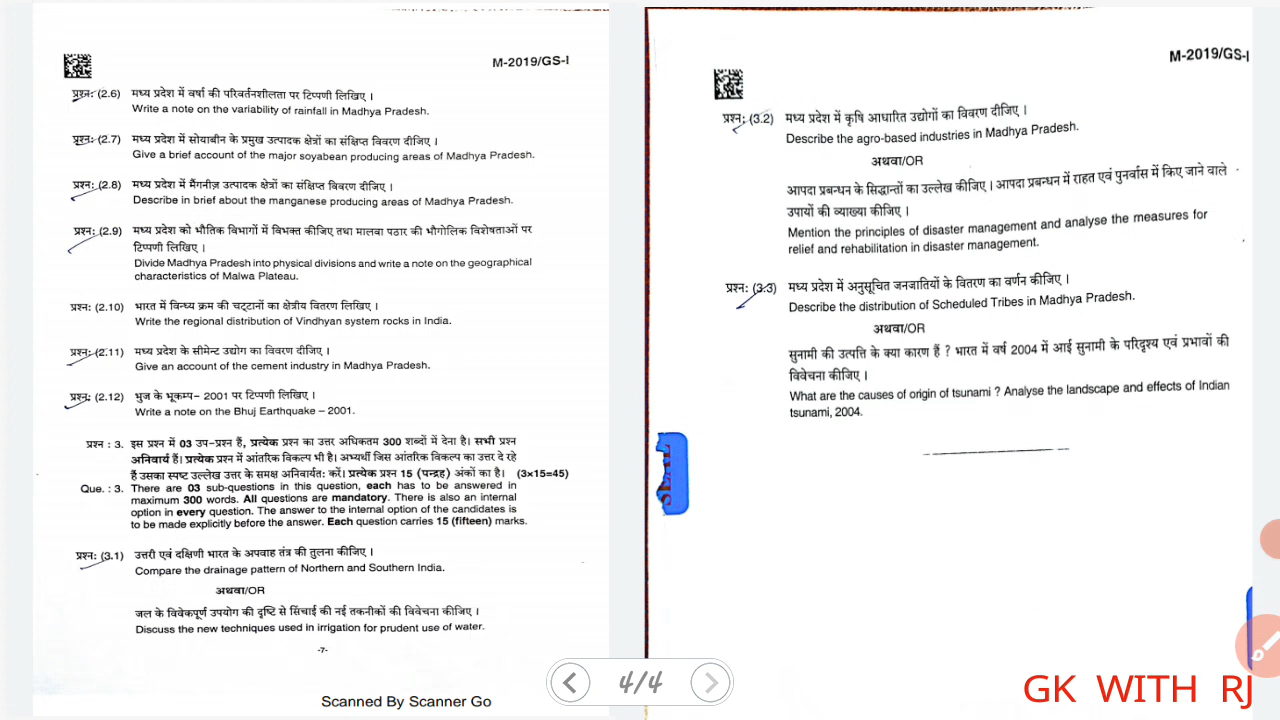 M-2019/GS-I
प्रश्न: (2.6) मध्य प्रदेश में वर्षा की परिवर्तनशीलता पर टिप्पणी लिखिए ।
Write a note on the variability of rainfall in Madhya Pradesh.
प्रश्न: (2.7) मध्य प्रदेश में सोयाबीन के प्रमुख उत्पादक क्षेत्रों का संक्षिप्त विवरण दीजिए ।
Give a brief account of the major soyabean producing areas of Madhya Pradesh.
प्रश्न: (2.8) मध्य प्रदेश में मैंगनीज़ उत्पादक क्षेत्रों का संक्षिप्त विवरण दीजिए ।
Describe in brief about the manganese producing areas of Madhya Pradesh.
प्रश्न: (2.9) मध्य प्रदेश को भौतिक विभागों में विभक्त कीजिए तथा मालवा पठार की भौगोलिक विशेषताओं पर
टिप्पणी लिखिए ।
Divide Madhya Pradesh into physical divisions and write a note on the geographical
characteristics of Malwa Plateau.
प्रश्न: (2.10) भारत में विन्ध्य क्रम की चट्टानों का क्षेत्रीय वितरण लिखिए ।
Write the regional distribution of Vindhyan system rocks in India.
प्रश्न: (2.11) मध्य प्रदेश के सीमेन्ट उद्योग का विवरण दीजिए ।
Give an account of the cement industry in Madhya Pradesh.
प्रश्न: (2.12) भुज के भूकम्प- 2001 पर टिप्पणी लिखिए ।
Write a note on the Bhuj Earthquake – 2001.
प्रश्न : 3. इस प्रश्न में 03 उप-प्रश्न हैं, प्रत्येक प्रश्न का उत्तर अधिकतम 300 शब्दों में देना है। सभी प्रश्न
अनिवार्य हैं। प्रत्येक प्रश्न में आंतरिक विकल्प भी है। अभ्यर्थी जिस आंतरिक विकल्प का उत्तर दे रहे
हैं उसका स्पष्ट उल्लेख उत्तर के समक्ष अनिवार्यत: करें। प्रत्येक प्रश्न 15 (पन्द्रह) अंकों का है। (3×15=45)
Que. : 3. There are 03 sub-questions in this question, each has to be answered in
maximum 300 words. All questions are mandatory. There is also an internal
option in every question. The answer to the internal option of the candidates is
to be made explicitly before the answer. Each question carries 15 (fifteen) marks.
प्रश्न: (3.1) उत्तरी एवं दक्षिणी भारत के अपवाह तंत्र की तुलना कीजिए ।
Compare the drainage pattern of Northern and Southern India.
अथवा/OR
जल के विवेकपूर्ण उपयोग की दृष्टि से सिंचाई की नई तकनीकों की विवेचना कीजिए ।
Discuss the new techniques used in irrigation for prudent use of water.
-7-
Scanned By Scanner Go
M-2019/GS-I
प्रश्न: (3.2) मध्य प्रदेश में कृषि आधारित उद्योगों का विवरण दीजिए ।
Describe the agro-based industries in Madhya Pradesh.
अथवा/OR
आपदा प्रबन्धन के सिद्धान्तों का उल्लेख कीजिए । आपदा प्रबन्धन में राहत एवं पुनर्वास में किए जाने वाले
उपायों की व्याख्या कीजिए ।
Mention the principles of disaster management and analyse the measures for
relief and rehabilitation in disaster management.
प्रश्न: (3.3) मध्य प्रदेश में अनुसूचित जनजातियों के वितरण का वर्णन कीजिए ।
Describe the distribution of Scheduled Tribes in Madhya Pradesh.
अथवा/OR
सुनामी की उत्पत्ति के क्या कारण हैं ? भारत में वर्ष 2004 में आई सुनामी के परिदृश्य एवं प्रभावों की
विवेचना कीजिए ।
What are the causes of origin of tsunami ? Analyse the landscape and effects of Indian
tsunami, 2004.
4/4
GK WITH RJ